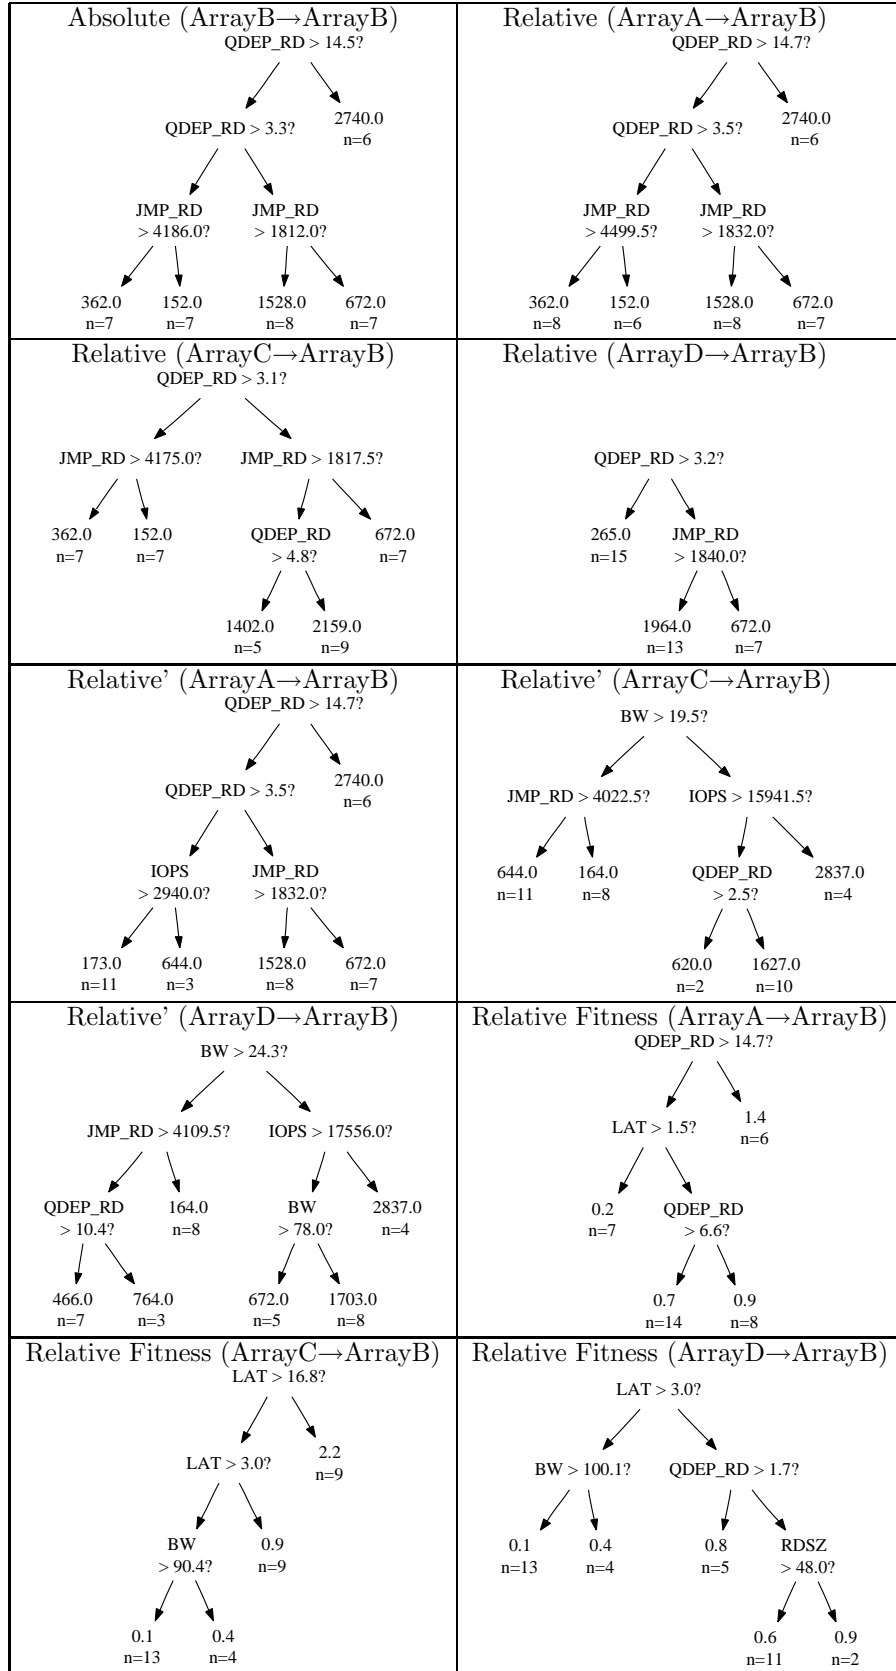 Absolute (ArrayB→ArrayB)
QDEP_RD > 14.5?
QDEP_RD > 3.3?
2740.0
n=6
JMP_RD
> 4186.0?
JMP_RD
> 1812.0?
362.0
n=7
152.0
n=7
1528.0
n=8
672.0
n=7
Relative (ArrayA→ArrayB)
QDEP_RD > 14.7?
QDEP_RD > 3.5?
2740.0
n=6
JMP_RD
> 4499.5?
JMP_RD
> 1832.0?
362.0
n=8
152.0
n=6
1528.0
n=8
672.0
n=7
Relative (ArrayC→ArrayB)
QDEP_RD > 3.1?
JMP_RD > 4175.0?
JMP_RD > 1817.5?
362.0
n=7
152.0
n=7
QDEP_RD
> 4.8?
672.0
n=7
1402.0
n=5
2159.0
n=9
Relative (ArrayD→ArrayB)
QDEP_RD > 3.2?
265.0
n=15
JMP_RD
> 1840.0?
1964.0
n=13
672.0
n=7
Relative’ (ArrayA→ArrayB)
QDEP_RD > 14.7?
QDEP_RD > 3.5?
2740.0
n=6
IOPS
> 2940.0?
JMP_RD
> 1832.0?
173.0
n=11
644.0
n=3
1528.0
n=8
672.0
n=7
Relative’ (ArrayC→ArrayB)
BW > 19.5?
JMP_RD > 4022.5?
IOPS > 15941.5?
644.0
n=11
164.0
n=8
QDEP_RD
> 2.5?
2837.0
n=4
620.0
n=2
1627.0
n=10
Relative’ (ArrayD→ArrayB)
BW > 24.3?
JMP_RD > 4109.5?
IOPS > 17556.0?
QDEP_RD
> 10.4?
164.0
n=8
BW
> 78.0?
2837.0
n=4
466.0
n=7
764.0
n=3
672.0
n=5
1703.0
n=8
Relative Fitness (ArrayA→ArrayB)
QDEP_RD > 14.7?
LAT > 1.5?
1.4
n=6
0.2
n=7
QDEP_RD
> 6.6?
0.7
n=14
0.9
n=8
Relative Fitness (ArrayC→ArrayB)
LAT > 16.8?
LAT > 3.0?
2.2
n=9
BW
> 90.4?
0.9
n=9
0.1
n=13
0.4
n=4
Relative Fitness (ArrayD→ArrayB)
LAT > 3.0?
BW > 100.1?
QDEP_RD > 1.7?
0.1
n=13
0.4
n=4
0.8
n=5
RDSZ
> 48.0?
0.6
n=11
0.9
n=2